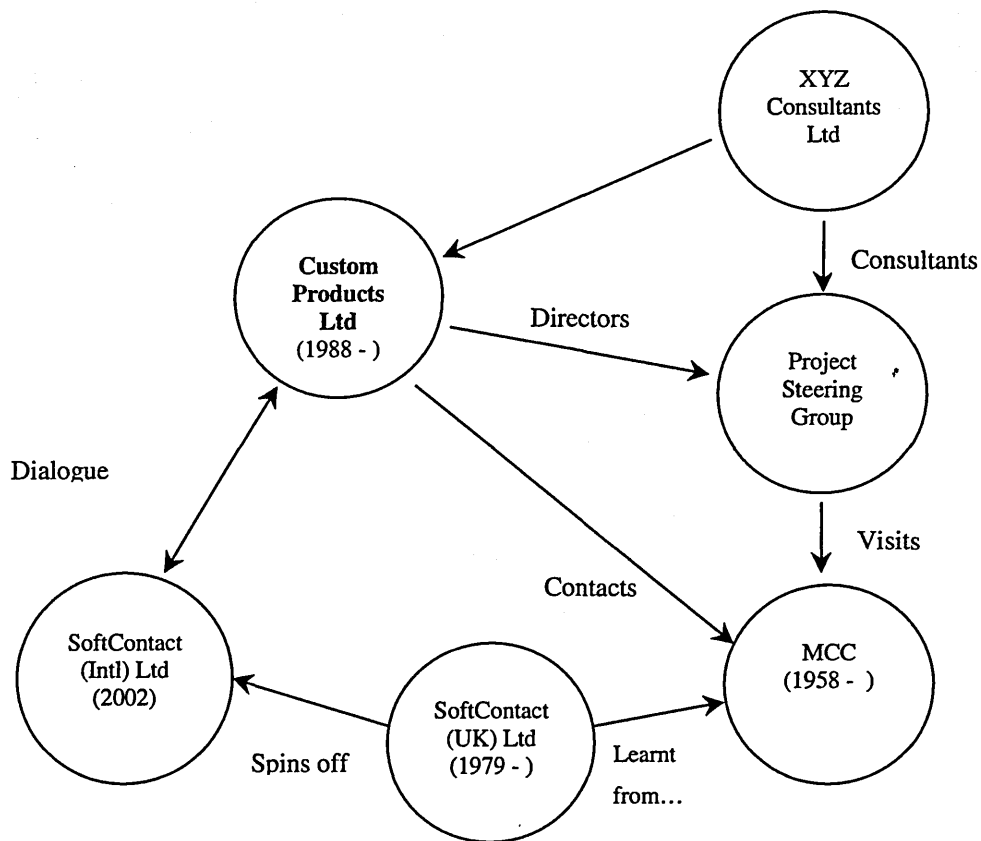 XYZ
Consultants
Ltd
Consultants
Custom
Products
Ltd
(1988 - )
Directors
Project
Steering
Group
Dialogue
Visits
Contacts
SoftContact
(Intl) Ltd
(2002)
MCC
(1958 - )
SoftContact
(UK) Ltd
(1979 - )
Spins off
Learnt
from...